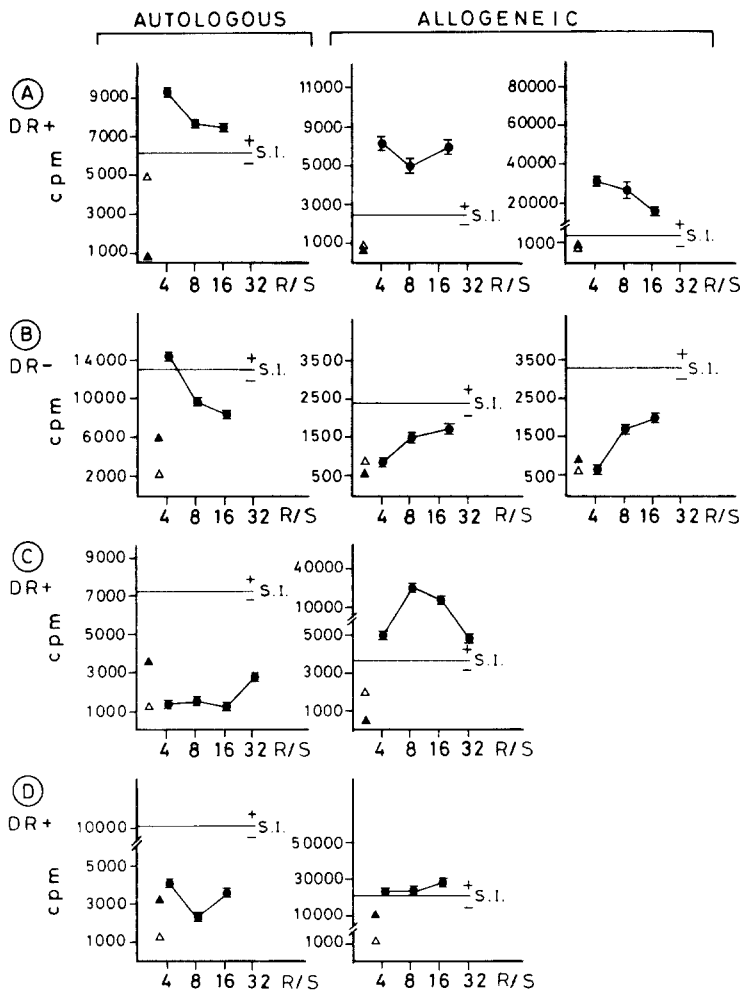 AUTOLOGOUS ALLOGENEIC
A
DR+
cpm
9000
7000
5000
3000
1000
+
S.I.
−
4 8 16 32 R/S
11000
9000
7000
5000
3000
1000
+
S.I.
−
4 8 16 32 R/S
80000
60000
40000
20000
1000
+
S.I.
−
4 8 16 32 R/S
B
DR−
cpm
14000
10000
6000
2000
+
S.I.
−
4 8 16 32 R/S
3500
2500
1500
500
+
S.I.
−
4 8 16 32 R/S
3500
2500
1500
500
+
S.I.
−
4 8 16 32 R/S
C
DR+
cpm
9000
7000
5000
3000
1000
+
S.I.
−
4 8 16 32 R/S
40000
10000
5000
3000
1000
+
S.I.
−
4 8 16 32 R/S
D
DR+
cpm
10000
5000
3000
1000
+
S.I.
−
4 8 16 32 R/S
50000
30000
10000
1000
+
S.I.
−
4 8 16 32 R/S